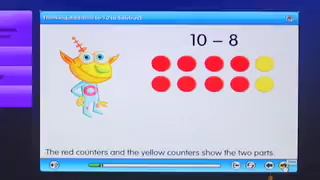 10 – 8
The red counters and the yellow counters show the two parts.